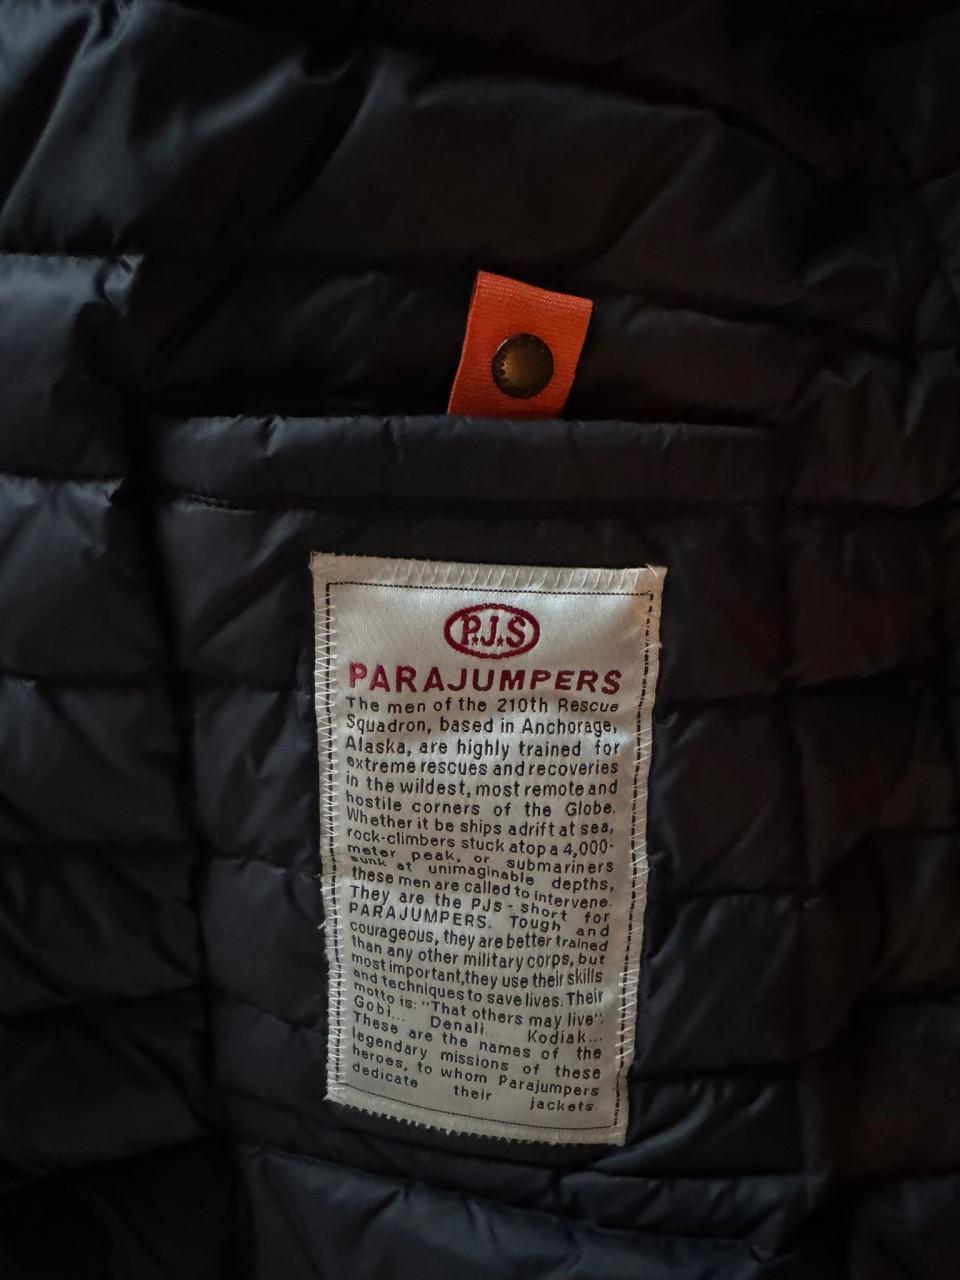 P.J.S
PARAJUMPERS
The men of the 210th Rescue
Squadron, based in Anchorage,
Alaska, are highly trained for
extreme rescues and recoveries
in the wildest, most remote and
hostile corners of the Globe.
Whether it be ships adrift at sea,
rock-climbers stuck atop a 4,000-
meter peak, or submariners
sunk at unimaginable depths,
these men are called to intervene.
They are the PJs - short for
PARAJUMPERS. Tough and
courageous, they are better trained
than any other military corps, but
most important,they use their skills
and techniques to save lives. Their
motto is: "That others may live".
Gobi... Denali... Kodiak...
These are the names of the
legendary missions of these
heroes, to whom Parajumpers
dedicate their jackets